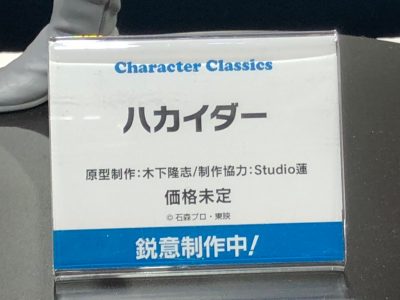 Character Classics
ハカイダー
原型制作：木下隆志/制作協力：Studio蓮
価格未定
©石森プロ・東映
鋭意制作中！